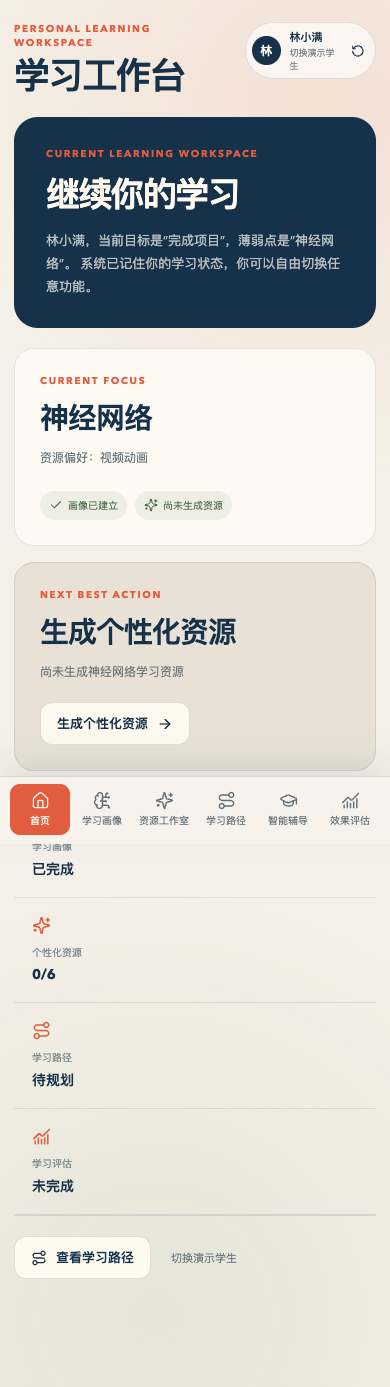 PERSONAL LEARNING
WORKSPACE
学习工作台
林
林小满
切换演示学
生
CURRENT LEARNING WORKSPACE
继续你的学习
林小满，当前目标是“完成项目”，薄弱点是“神经网
络”。系统已记住你的学习状态，你可以自由切换任
意功能。
CURRENT FOCUS
神经网络
资源偏好：视频动画
画像已建立
尚未生成资源
NEXT BEST ACTION
生成个性化资源
尚未生成神经网络学习资源
生成个性化资源
首页
学习画像
资源工作室
学习路径
智能辅导
效果评估
学习画像
已完成
个性化资源
0/6
学习路径
待规划
学习评估
未完成
查看学习路径
切换演示学生